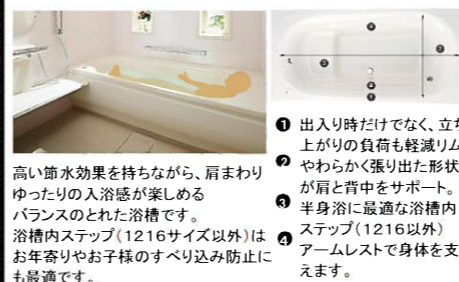 高い節水効果を持ちながら、肩まわり
ゆったりの入浴感が楽しめる
バランスのとれた浴槽です。
浴槽内ステップ(1216サイズ以外)は
お年寄りやお子様のすべり込み防止に
も最適です。
❶ 出入り時だけでなく、立ち
上がりの負荷も軽減リム
❷ やわらかく張り出た形状
が肩と背中をサポート。
❸ 半身浴に最適な浴槽内
ステップ(1216以外)
❹ アームレストで身体を支
えます。